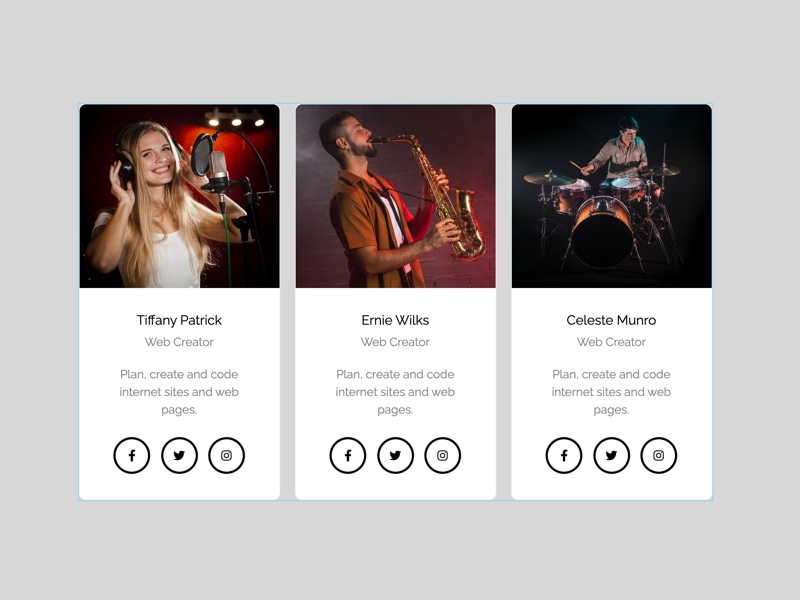 Tiffany Patrick
Web Creator
Plan, create and code
internet sites and web
pages.
Ernie Wilks
Web Creator
Plan, create and code
internet sites and web
pages.
Celeste Munro
Web Creator
Plan, create and code
internet sites and web
pages.